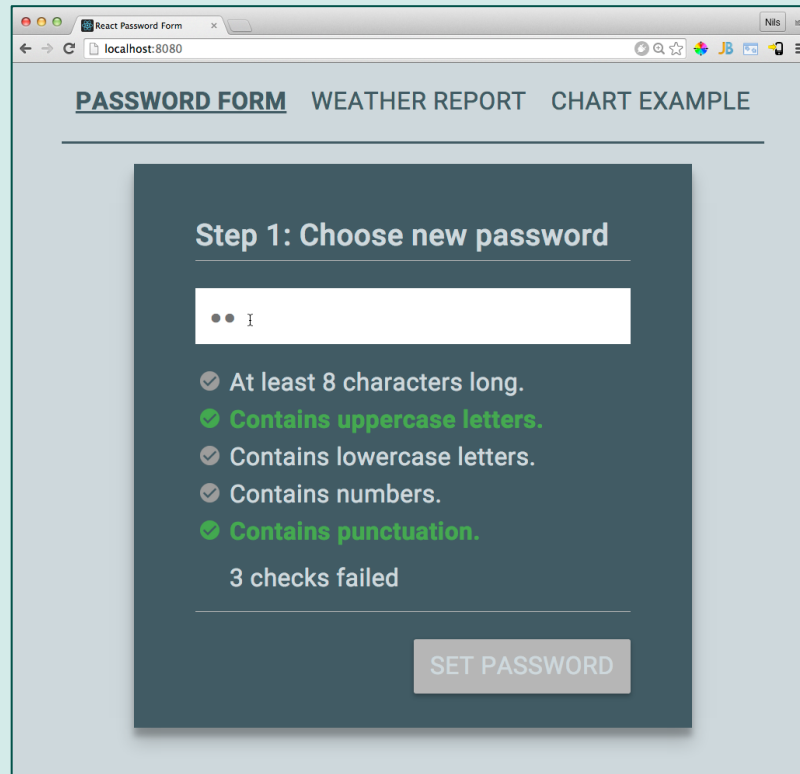 React Password Form
Nils
localhost:8080
JB
PASSWORD FORM WEATHER REPORT CHART EXAMPLE
Step 1: Choose new password
At least 8 characters long.
Contains uppercase letters.
Contains lowercase letters.
Contains numbers.
Contains punctuation.
3 checks failed
SET PASSWORD